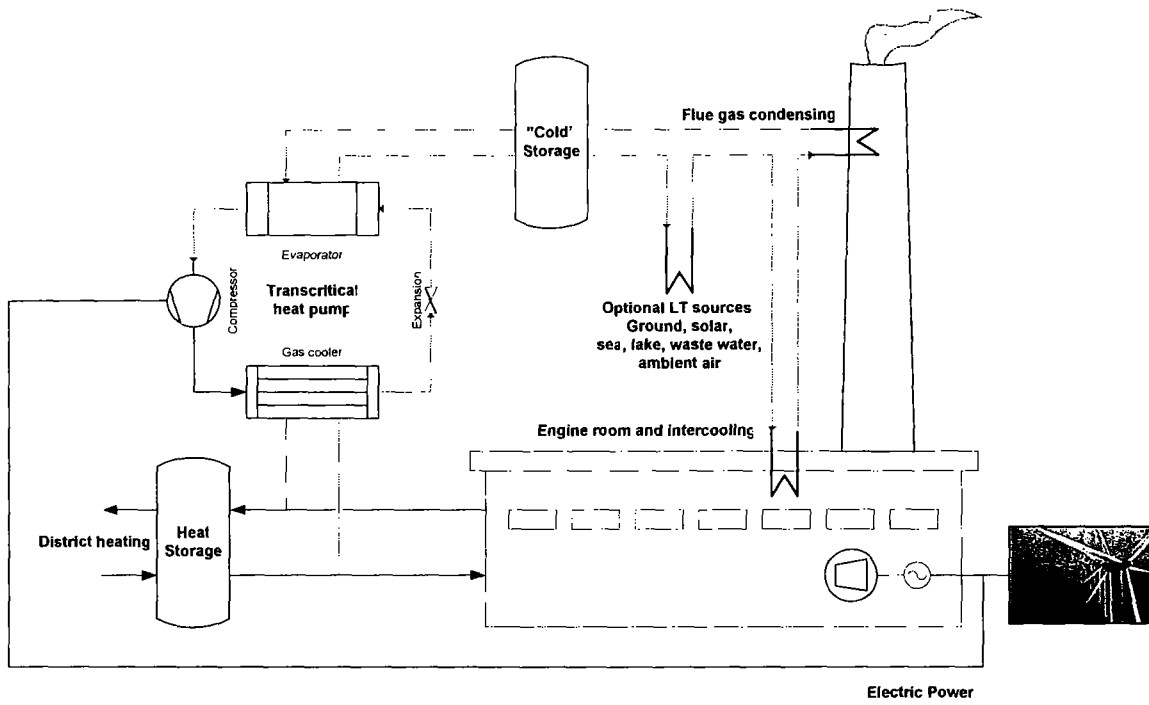 Flue gas condensing
"Cold'
Storage
Evaporator
Compressor
Transcritical
heat pump
Expansion
Gas cooler
Optional LT sources
Ground, solar,
sea, lake, waste water,
ambient air
Engine room and intercooling
District heating
Heat
Storage
Electric Power